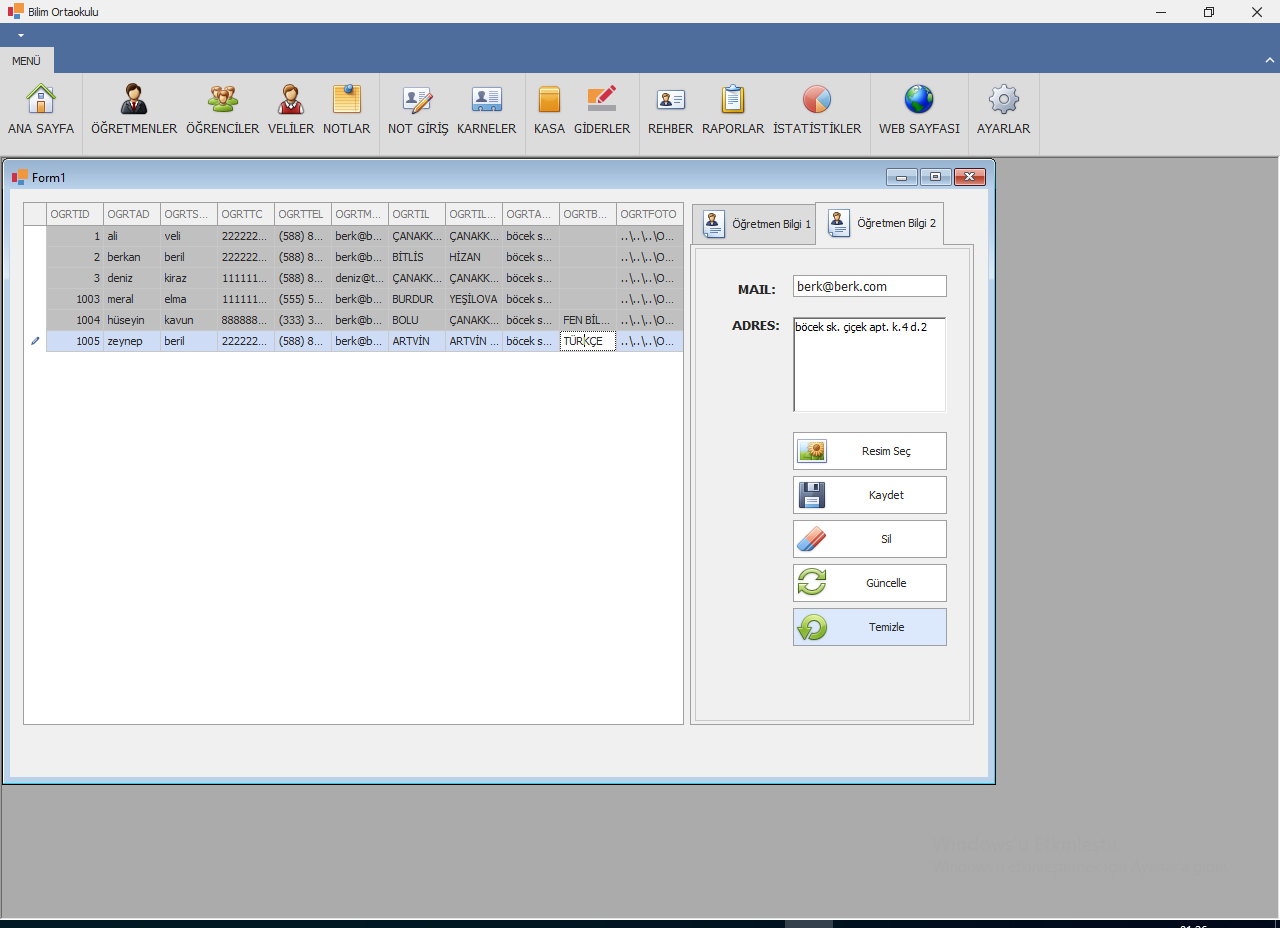 Bilim Ortaokulu
MENÜ
ANA SAYFA ÖĞRETMENLER ÖĞRENCİLER VELİLER NOTLAR NOT GİRİŞ KARNELER KASA GİDERLER REHBER RAPORLAR İSTATİSTİKLER WEB SAYFASI AYARLAR
Form1
OGRTID OGRTAD OGRTS... OGRTTC OGRTTEL OGRTM... OGRTIL OGRTIL... OGRTA... OGRTB... OGRTFOTO
1 ali veli 222222... (588) 8... berk@b... ÇANAKK... ÇANAKK... böcek s... ..\..\..\O...
2 berkan beril 222222... (588) 8... berk@b... BİTLİS HİZAN böcek s... ..\..\..\O...
3 deniz kiraz 111111... (588) 8... deniz@t... ÇANAKK... ÇANAKK... böcek s... ..\..\..\O...
1003 meral elma 111111... (555) 5... berk@b... BURDUR YEŞİLOVA böcek s... ..\..\..\O...
1004 hüseyin kavun 888888... (333) 3... berk@b... BOLU ÇANAKK... böcek s... FEN BİL... ..\..\..\O...
1005 zeynep beril 222222... (588) 8... berk@b... ARTVİN ARTVİN ... böcek s... TÜRKÇE ..\..\..\O...
Öğretmen Bilgi 1 Öğretmen Bilgi 2
MAIL: berk@berk.com
ADRES: böcek sk. çiçek apt. k.4 d.2
Resim Seç
Kaydet
Sil
Güncelle
Temizle